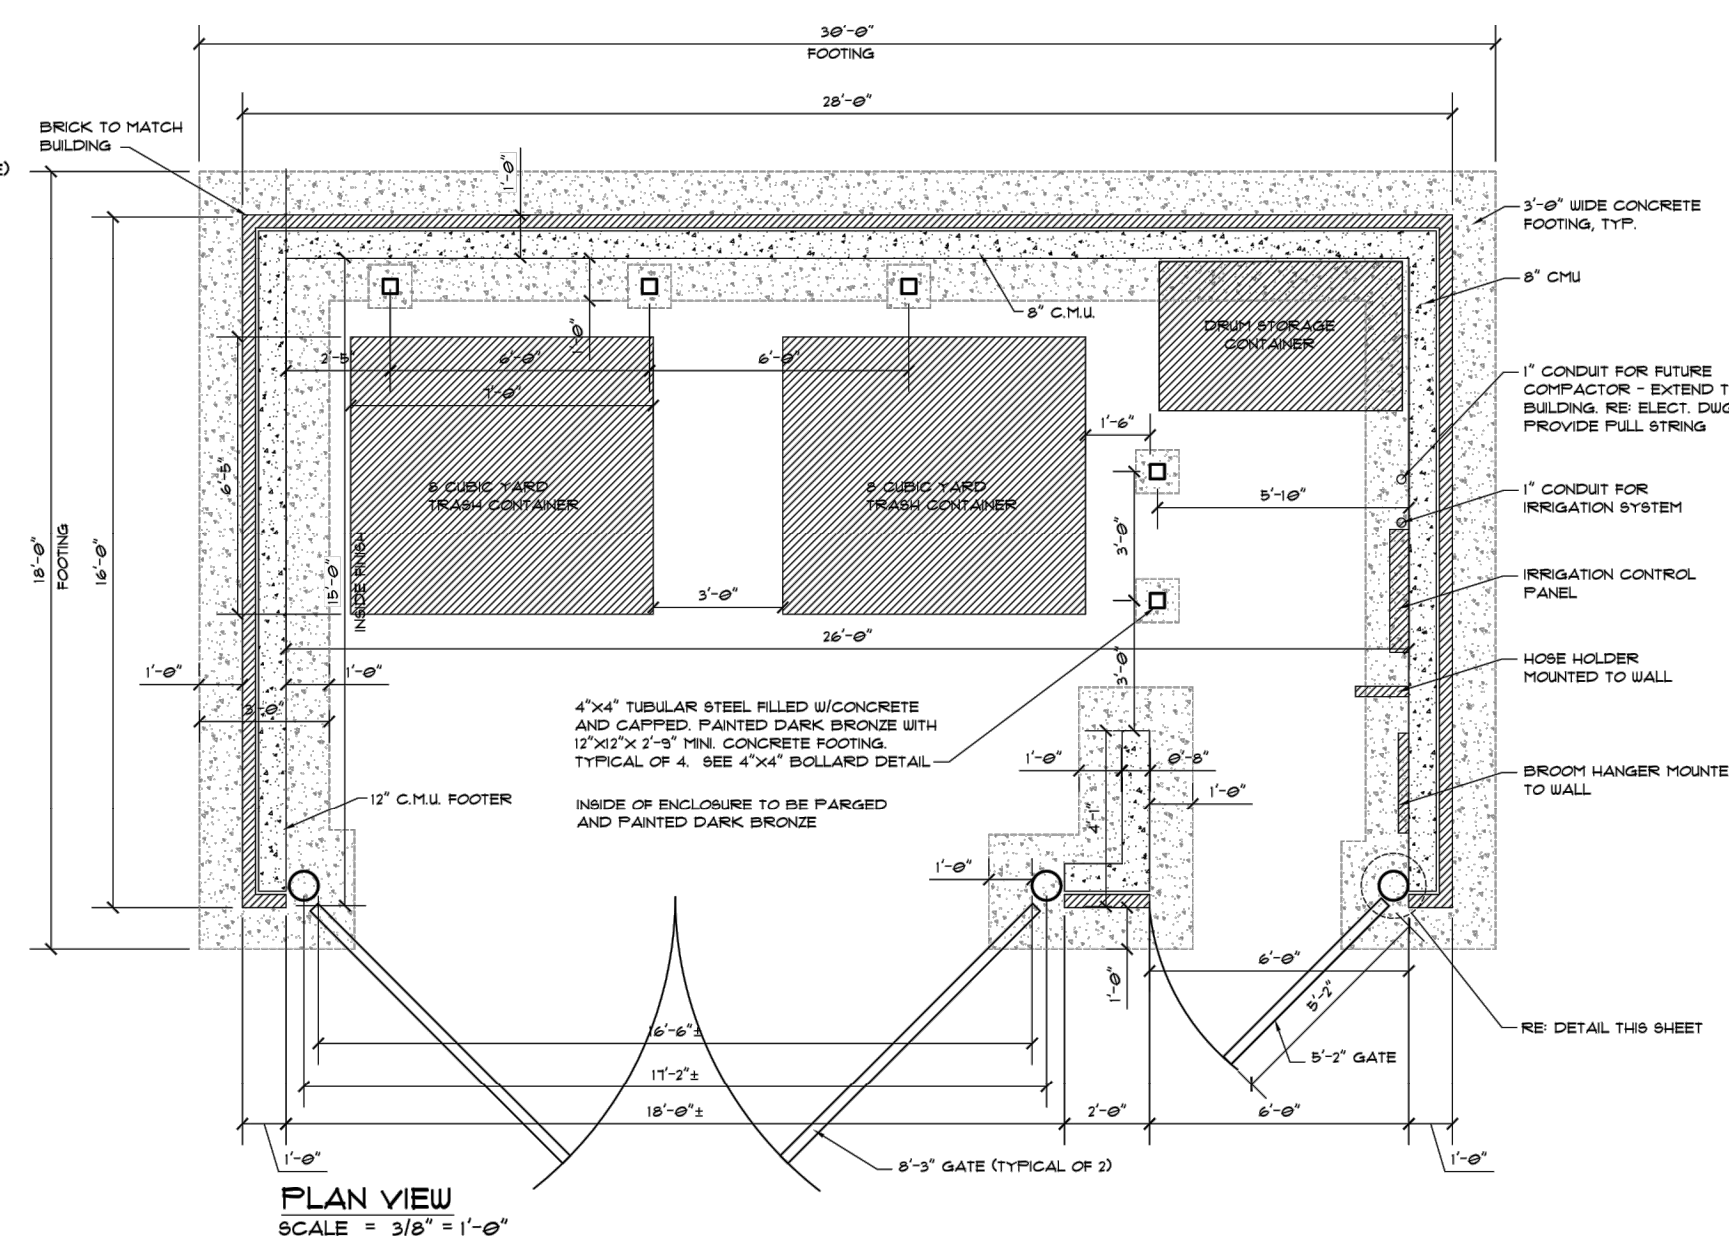 30'-0"
FOOTING
28'-0"
BRICK TO MATCH
BUILDING
E)
1'-0"
3'-0" WIDE CONCRETE
FOOTING, TYP.
8" CMU
8" C.M.U.
1'-0"
DRUM STORAGE
CONTAINER
2'-5"
6'-0"
6'-0"
7'-0"
1'-6"
1" CONDUIT FOR FUTURE
COMPACTOR - EXTEND T
BUILDING. RE: ELECT. DWG
PROVIDE PULL STRING
6'-5"
8 CUBIC YARD
TRASH CONTAINER
8 CUBIC YARD
TRASH CONTAINER
5'-10"
1" CONDUIT FOR
IRRIGATION SYSTEM
18'-0"
FOOTING
16'-0"
15'-0"
INSIDE FINISH
3'-0"
3'-0"
IRRIGATION CONTROL
PANEL
26'-0"
1'-0"
1'-0"
3'-0"
3'-0"
HOSE HOLDER
MOUNTED TO WALL
4"X4" TUBULAR STEEL FILLED W/CONCRETE
AND CAPPED. PAINTED DARK BRONZE WITH
12"X12"X 2'-9" MINI. CONCRETE FOOTING.
TYPICAL OF 4. SEE 4"X4" BOLLARD DETAIL
1'-0"
0'-8"
1'-0"
BROOM HANGER MOUNTE
TO WALL
12" C.M.U. FOOTER
INSIDE OF ENCLOSURE TO BE PARGED
AND PAINTED DARK BRONZE
4'-1"
1'-0"
6'-0"
1'-0"
5'-2"
16'-6"±
RE: DETAIL THIS SHEET
5'-2" GATE
17'-2"±
18'-0"±
2'-0"
6'-0"
1'-0"
8'-3" GATE (TYPICAL OF 2)
1'-0"
PLAN VIEW
SCALE = 3/8" = 1'-0"